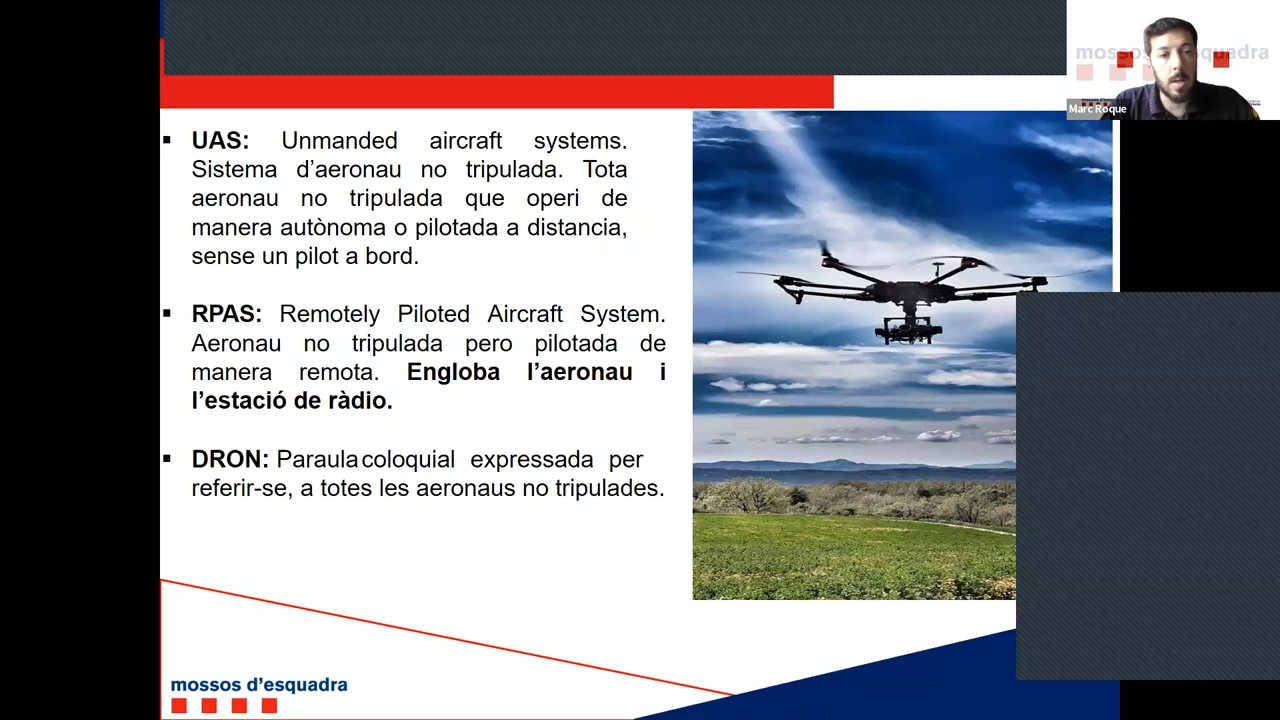 ▪ UAS: Unmanded aircraft systems.
Sistema d'aeronau no tripulada. Tota
aeronau no tripulada que operi de
manera autònoma o pilotada a distancia,
sense un pilot a bord.
▪ RPAS: Remotely Piloted Aircraft System.
Aeronau no tripulada pero pilotada de
manera remota. Engloba l'aeronau i
l'estació de ràdio.
▪ DRON: Paraula coloquial expressada per
referir-se, a totes les aeronaus no tripulades.
mossos d'esquadra
mossos d'esquadra
Marc Roque